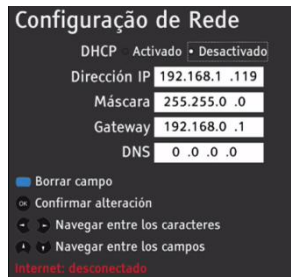 Configuração de Rede
DHCP Activado • Desactivado
Dirección IP 192.168.1 .119
Máscara 255.255.0 .0
Gateway 192.168.0 .1
DNS 0 .0 .0 .0
Borrar campo
OK Confirmar alteración
Navegar entre los caracteres
Navegar entre los campos
Internet: desconectado